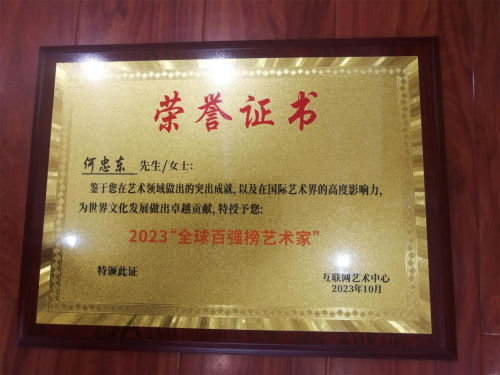 荣誉证书
何忠东 先生/女士:
鉴于您在艺术领域做出的突出成就,以及在国际艺术界的高度影响力,
为世界文化发展做出卓越贡献,特授予您:
2023“全球百强榜艺术家”
特颁此证
互联网艺术中心
2023年10月